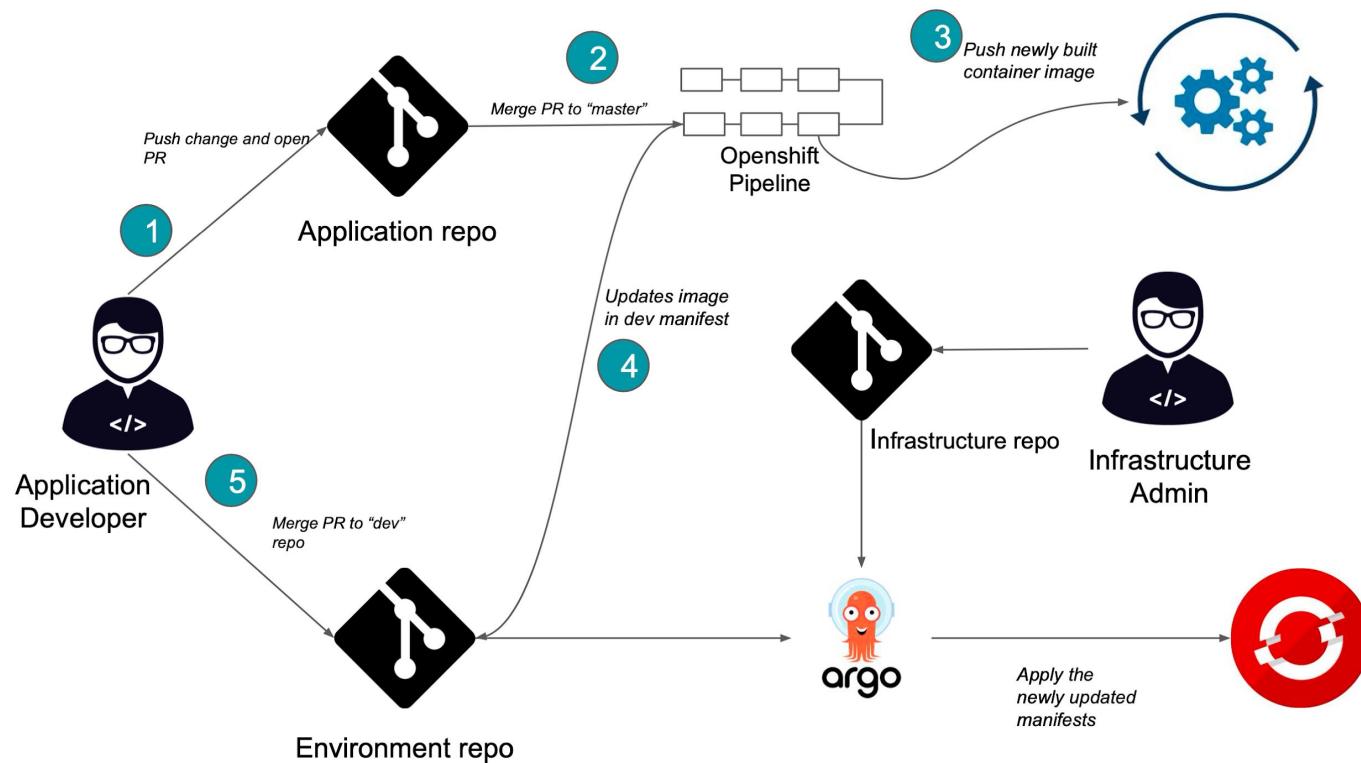 1
Push change and open
PR
Application repo
2
Merge PR to “master”
Openshift
Pipeline
3
Push newly built
container image
Updates image
in dev manifest
4
</>
Application
Developer
5
Merge PR to “dev”
repo
Environment repo
Infrastructure repo
</>
Infrastructure
Admin
argo
Apply the
newly updated
manifests